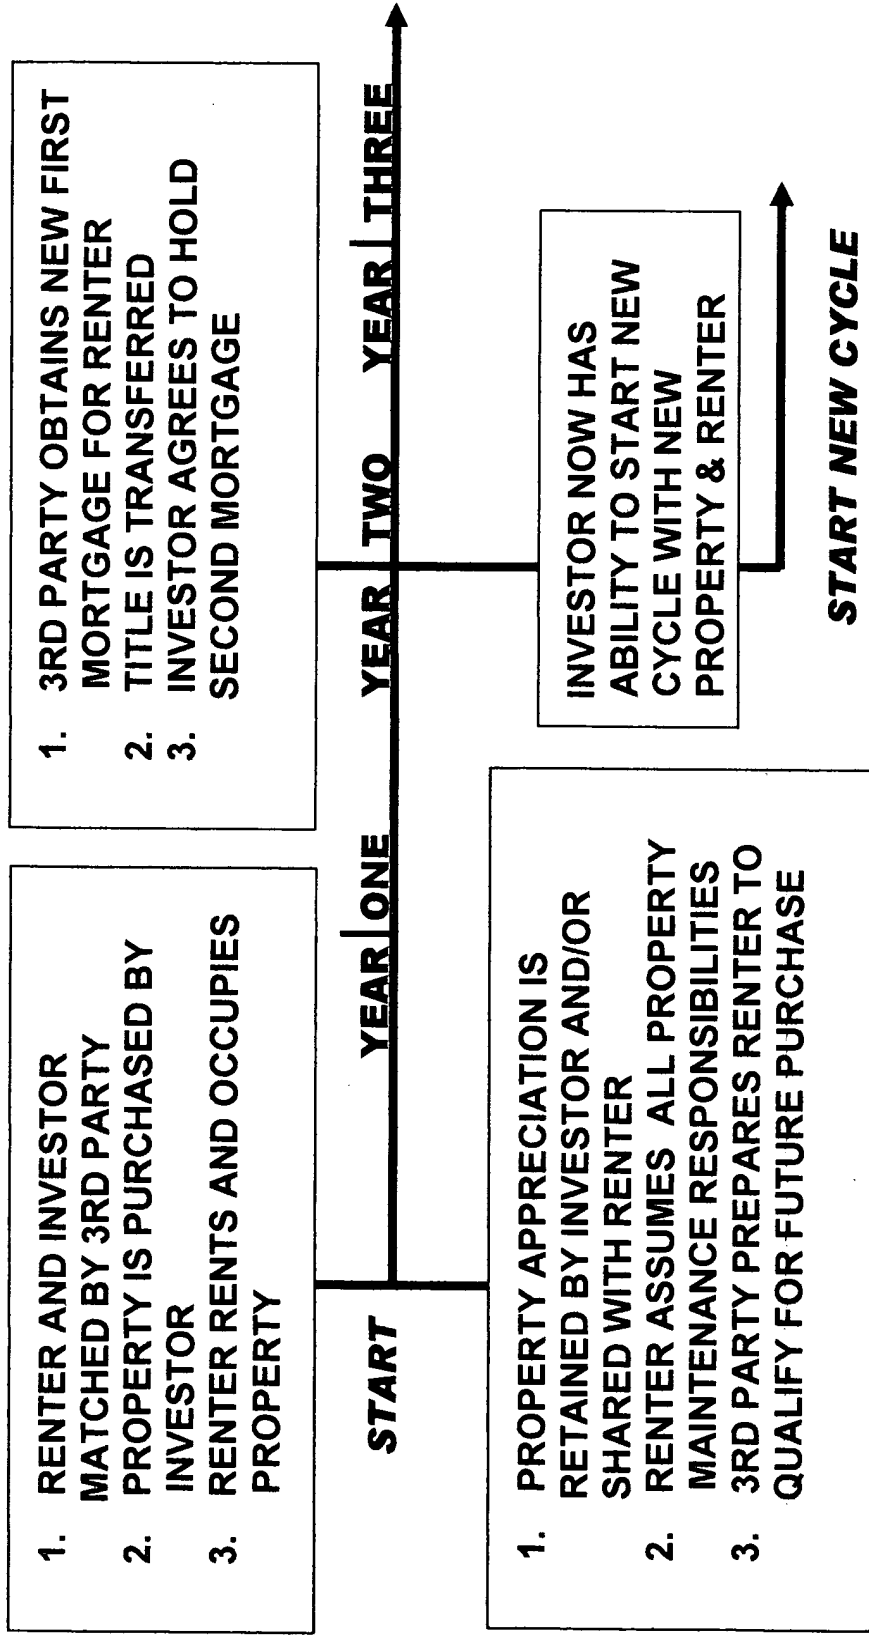 1. RENTER AND INVESTOR
MATCHED BY 3RD PARTY
2. PROPERTY IS PURCHASED BY
INVESTOR
3. RENTER RENTS AND OCCUPIES
PROPERTY
1. 3RD PARTY OBTAINS NEW FIRST
MORTGAGE FOR RENTER
2. TITLE IS TRANSFERRED
3. INVESTOR AGREES TO HOLD
SECOND MORTGAGE
START
YEAR ONE
YEAR TWO
YEAR THREE
1. PROPERTY APPRECIATION IS
RETAINED BY INVESTOR AND/OR
SHARED WITH RENTER
2. RENTER ASSUMES ALL PROPERTY
MAINTENANCE RESPONSIBILITIES
3. 3RD PARTY PREPARES RENTER TO
QUALIFY FOR FUTURE PURCHASE
INVESTOR NOW HAS
ABILITY TO START NEW
CYCLE WITH NEW
PROPERTY & RENTER
START NEW CYCLE